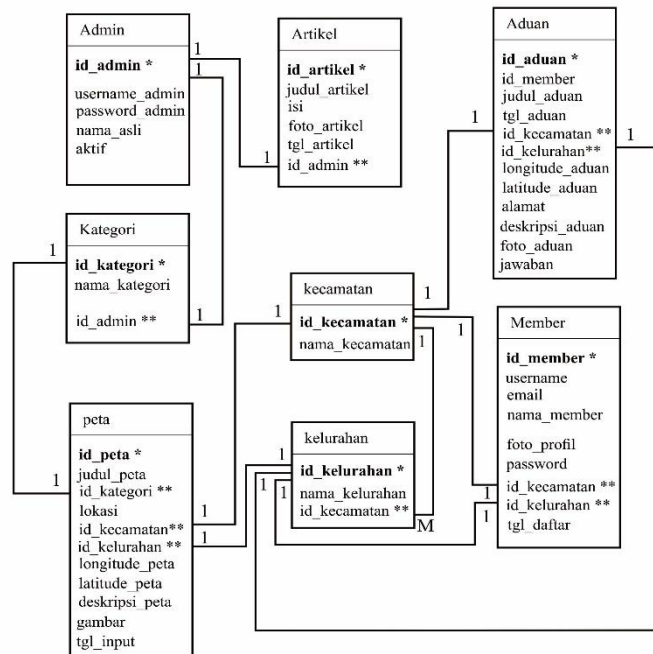 Admin
id_admin *
username_admin
password_admin
nama_asli
aktif
1
1
Artikel
id_artikel *
judul_artikel
isi
foto_artikel
tgl_artikel
id_admin **
1
Aduan
id_aduan *
id_member
judul_aduan
tgl_aduan
id_kecamatan **
id_kelurahan**
longitude_aduan
latitude_aduan
alamat
deskripsi_aduan
foto_aduan
jawaban
1
1
Kategori
id_kategori *
nama_kategori
id_admin **
1
1
kecamatan
id_kecamatan *
nama_kecamatan
1
1
1
1
Member
id_member *
username
email
nama_member
foto_profil
password
id_kecamatan **
id_kelurahan **
tgl_daftar
1
1
peta
id_peta *
judul_peta
id_kategori **
lokasi
id_kecamatan**
id_kelurahan **
longitude_peta
latitude_peta
deskripsi_peta
gambar
tgl_input
1
1
1
kelurahan
id_kelurahan *
nama_kelurahan
id_kecamatan **
1
1
1
M